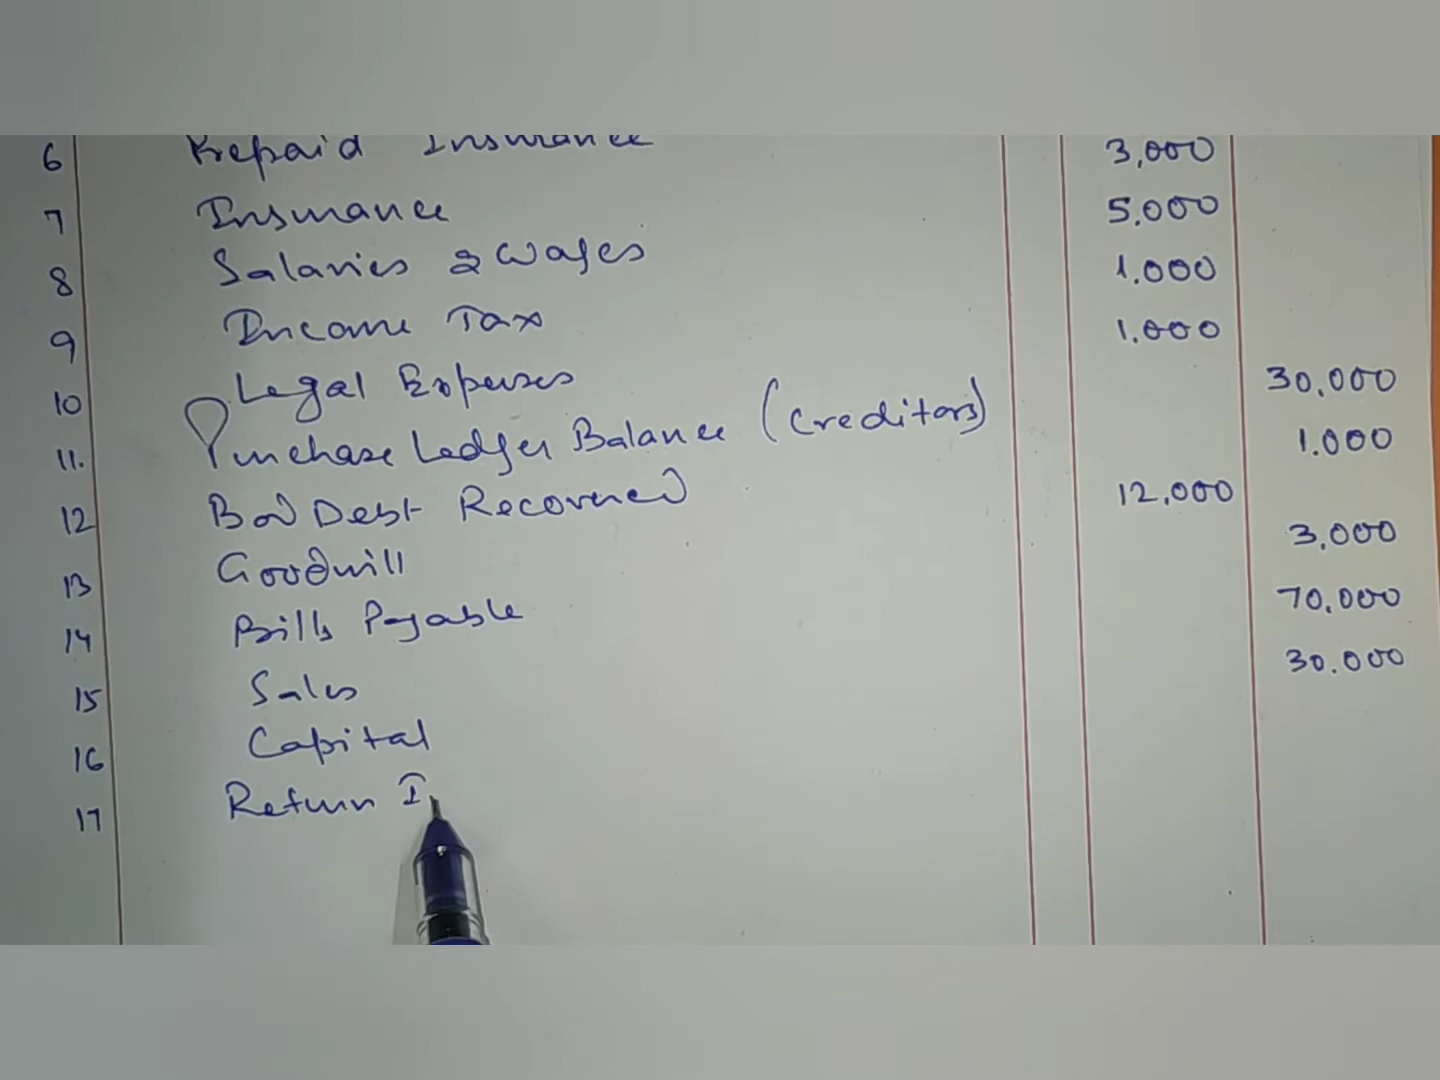 6 Prepaid Insurance 3,000
7 Insurance 5.000
8 Salaries & Wages 1.000
9 Income Tax 1.000
10 Legal Expenses 30,000
11. Purchase Ledger Balance (Creditors) 1.000
12 Bad Debt Recovered 12,000
13 Goodwill 3,000
14 Bills Payable 70,000
15 Sales 30.000
16 Capital
17 Return I